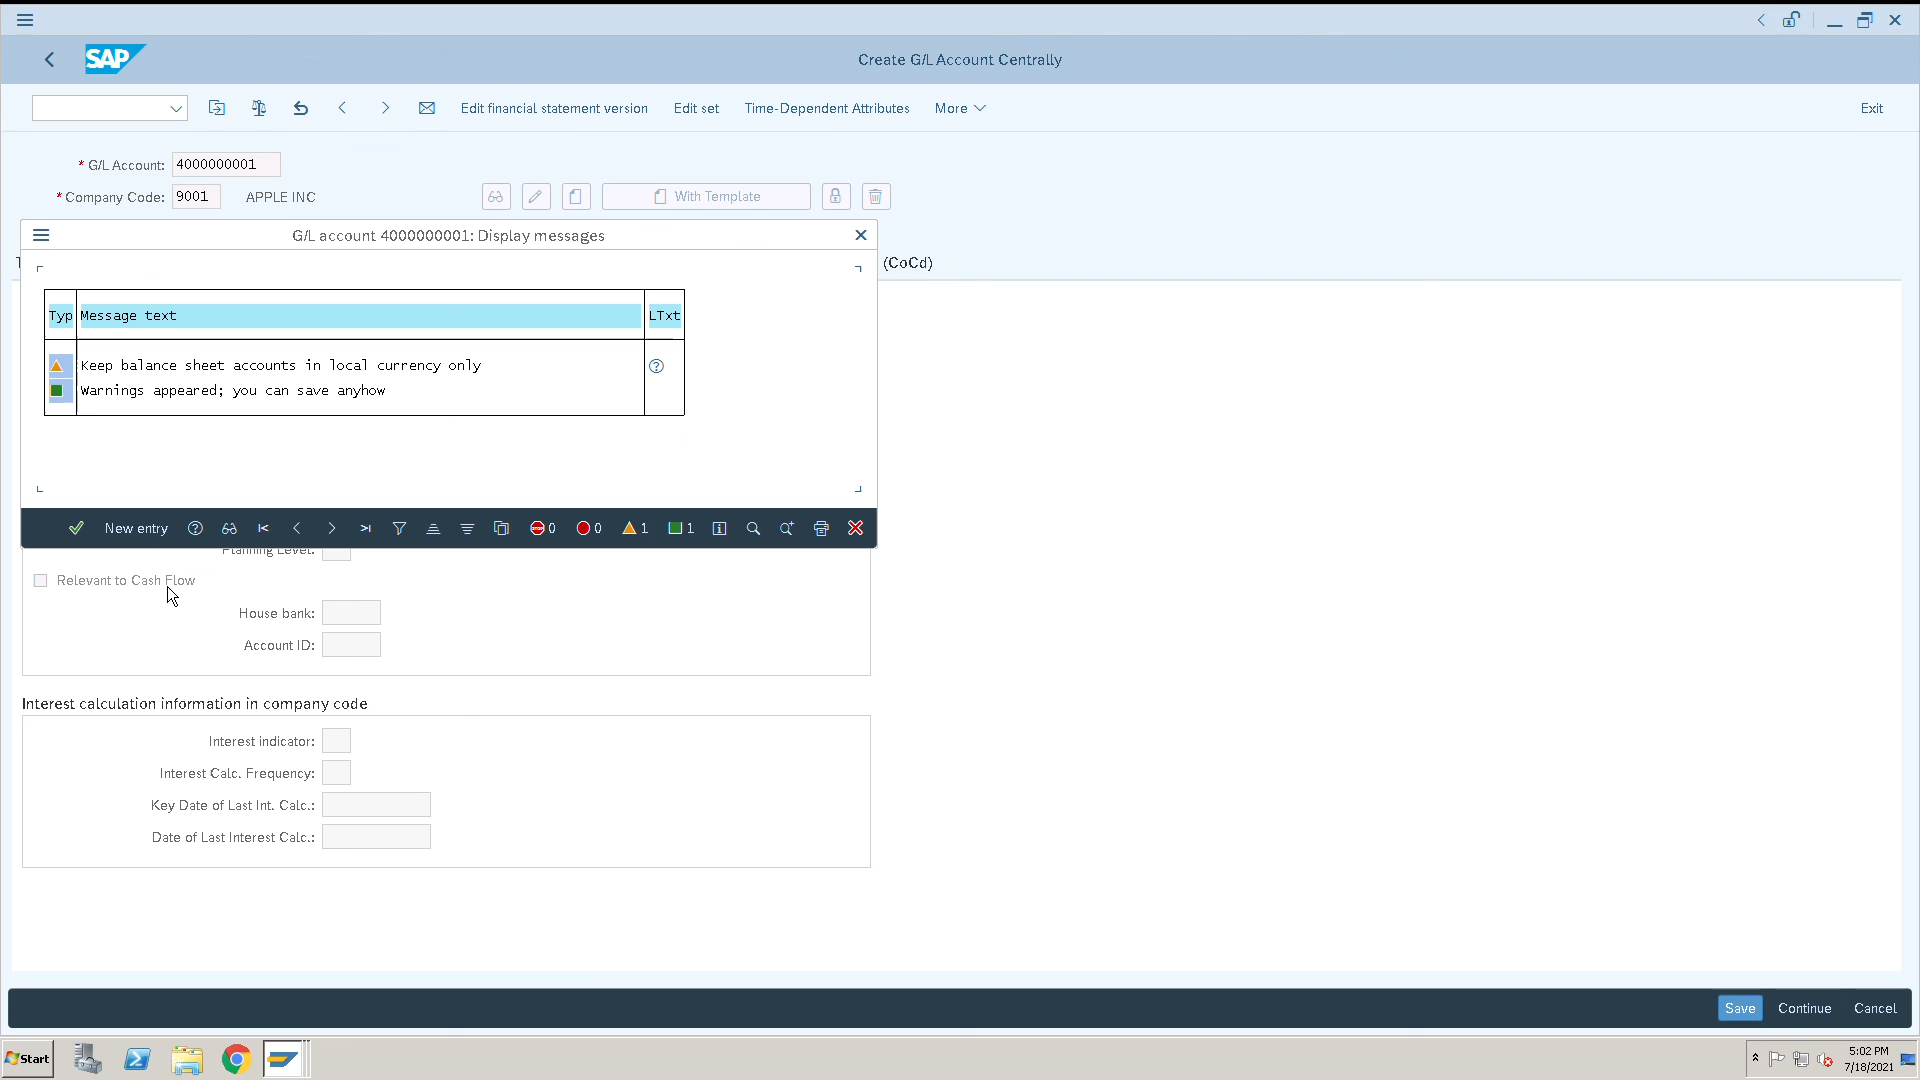 SAP
Create G/L Account Centrally
Edit financial statement version
Edit set
Time-Dependent Attributes
More
Exit
* G/L Account: 4000000001
* Company Code: 9001 APPLE INC
With Template
G/L account 4000000001: Display messages
(CoCd)
Typ Message text LTxt
Keep balance sheet accounts in local currency only
Warnings appeared; you can save anyhow
New entry
STOP 0 0 1 1
Planning Level:
Relevant to Cash Flow
House bank:
Account ID:
Interest calculation information in company code
Interest indicator:
Interest Calc. Frequency:
Key Date of Last Int. Calc.:
Date of Last Interest Calc.:
Save Continue Cancel
Start
5:02 PM
7/18/2021